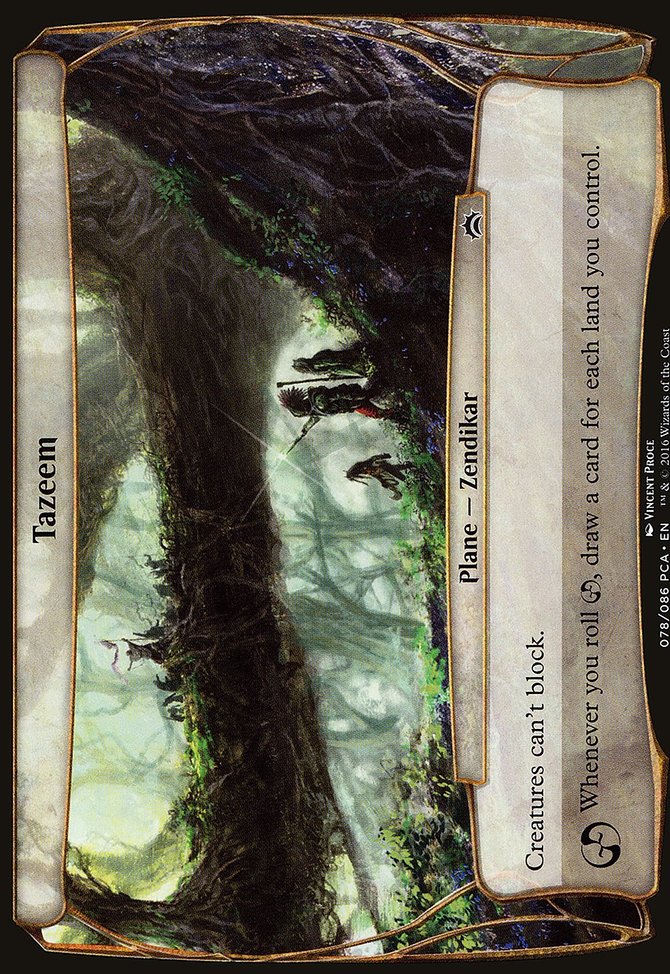 Tazeem
Plane — Zendikar
Creatures can't block.
Whenever you roll , draw a card for each land you control.
VINCENT PROCE
078/086 PCA • EN ™ & © 2016 Wizards of the Coast